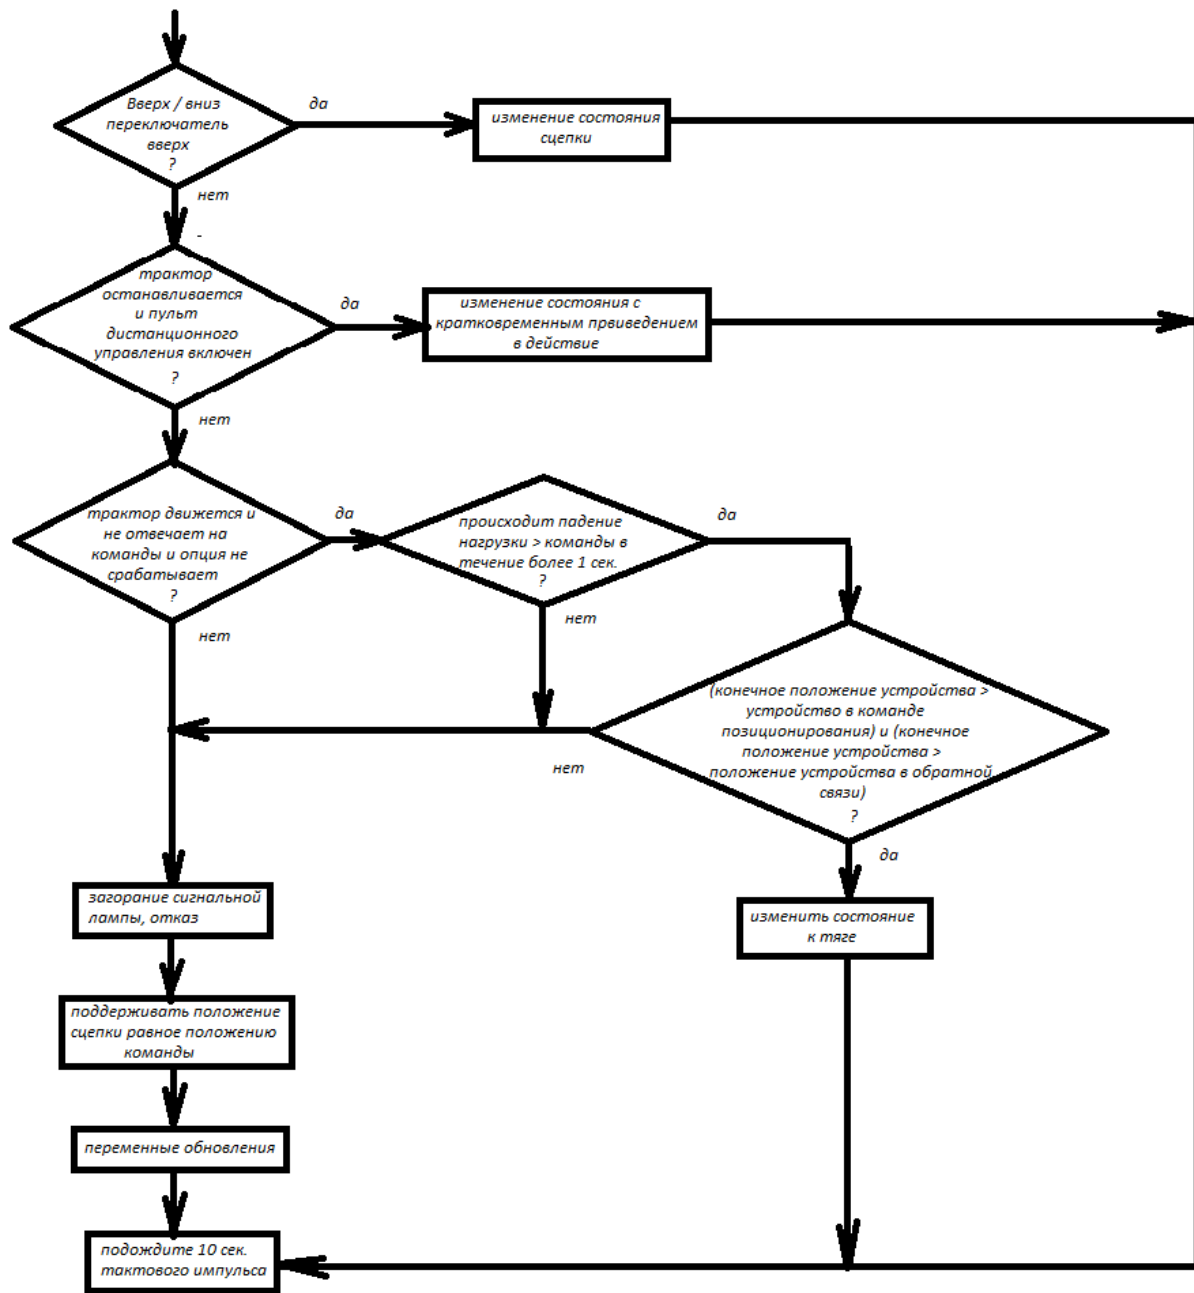 Вверх / вниз
переключатель
вверх
?
да
изменение состояния
сцепки
нет
-
трактор
останавливается
и пульт
дистанционного
управления включен
?
да
изменение состояния с
кратковременным првиведением
в действие
нет
трактор движется и
не отвечает на
команды и опция не
срабатывает
?
да
происходит падение
нагрузки > команды в
течение более 1 сек.
?
да
нет
нет
(конечное положение устройства >
устройство в команде
позиционирования) и (конечное
положение устройства >
положение устройства в обратной
связи)
?
нет
да
загорание сигнальной
лампы, отказ
изменить состояние
к тяге
поддерживать положение
сцепки равное положению
команды
переменные обновления
подождите 10 сек.
тактового импульса